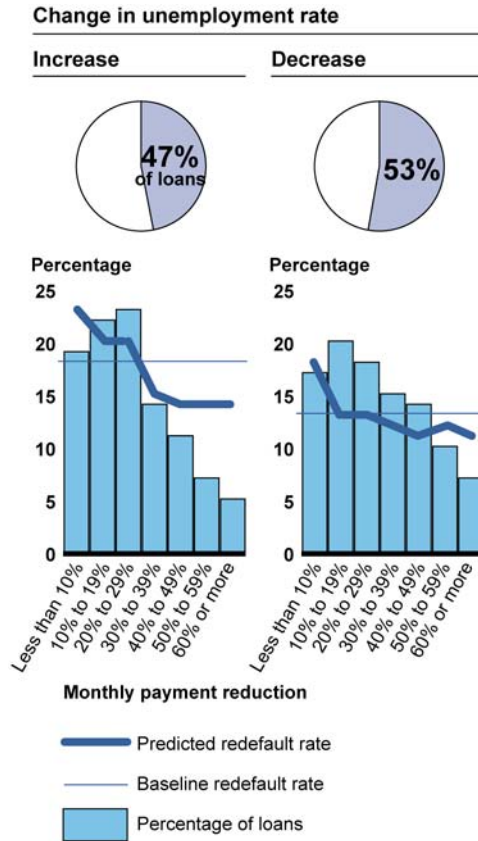 Change in unemployment rate
Increase
Decrease
47%
of loans
53%
Percentage
25
20
15
10
5
0
Less than 10%
10% to 19%
20% to 29%
30% to 39%
40% to 49%
50% to 59%
60% or more
Percentage
25
20
15
10
5
0
Less than 10%
10% to 19%
20% to 29%
30% to 39%
40% to 49%
50% to 59%
60% or more
Monthly payment reduction
Predicted redefault rate
Baseline redefault rate
Percentage of loans